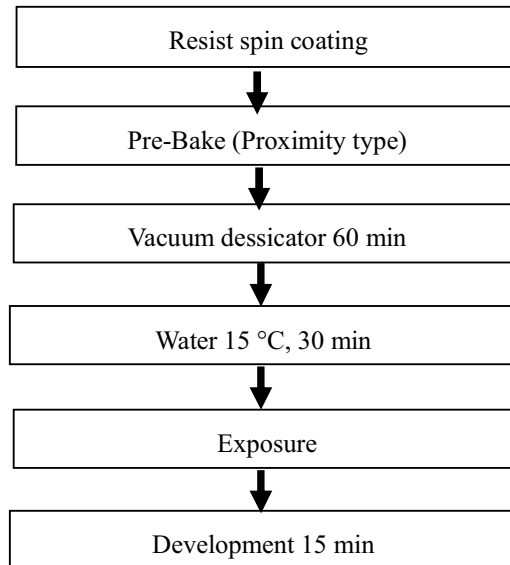 Resist spin coating
Pre-Bake (Proximity type)
Vacuum dessicator 60 min
Water 15 °C, 30 min
Exposure
Development 15 min